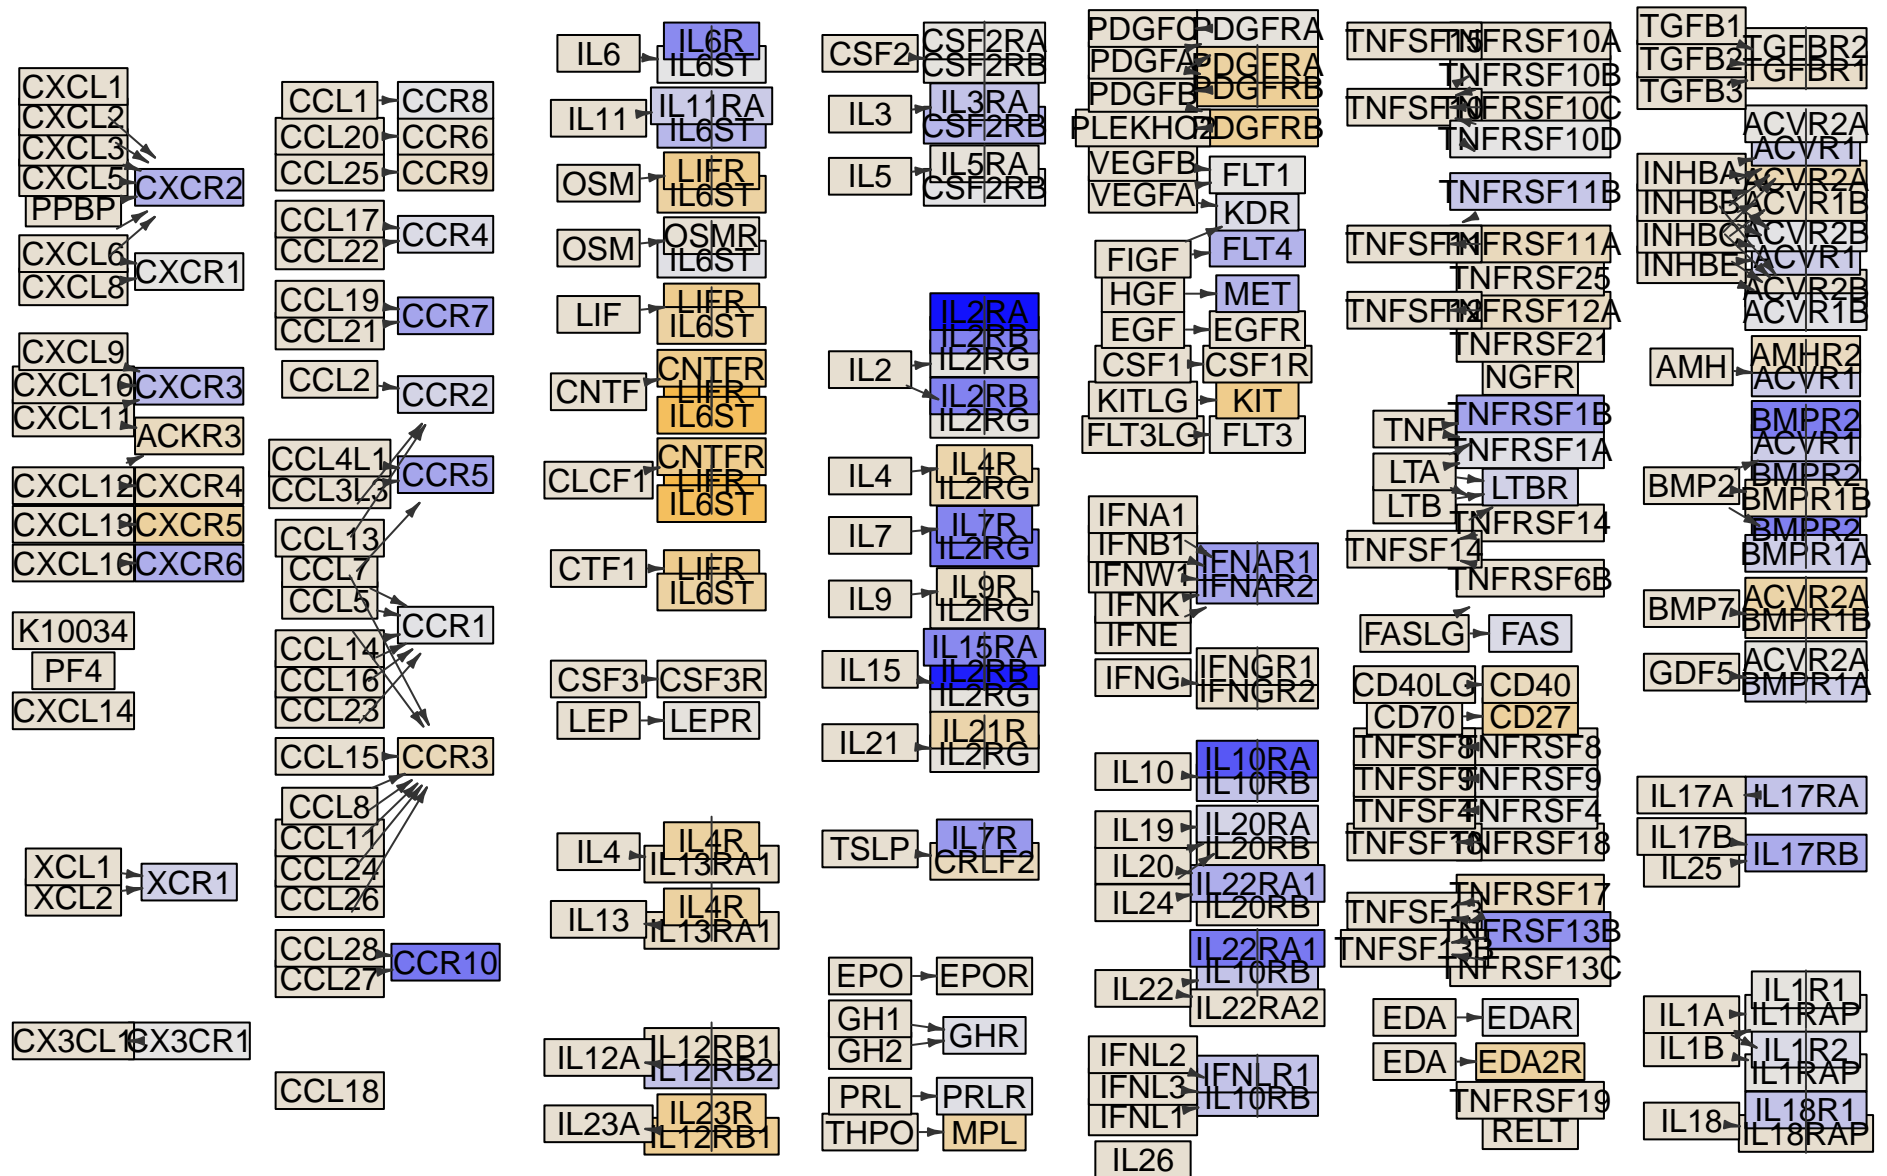 CXCL1
CXCL2
CXCL3
CXCL5
PPBP
CXCR2
CXCL6
CXCL8
CXCR1
CXCL9
CXCL10
CXCL11
CXCR3
ACKR3
CXCL12
CXCR4
CXCL13
CXCR5
CXCL16
CXCR6
K10034
PF4
CXCL14
XCL1
XCL2
XCR1
CX3CL1
CX3CR1
CCL1
CCR8
CCL20
CCR6
CCL25
CCR9
CCL17
CCL22
CCR4
CCL19
CCL21
CCR7
CCL2
CCR2
CCL4L1
CCL3L3
CCR5
CCL13
CCL7
CCL5
CCR1
CCL14
CCL16
CCL23
CCL15
CCR3
CCL8
CCL11
CCL24
CCL26
CCL28
CCL27
CCR10
CCL18
IL6
IL6R
IL6ST
IL11
IL11RA
IL6ST
OSM
LIFR
IL6ST
OSM
OSMR
IL6ST
LIF
LIFR
IL6ST
CNTF
CNTFR
LIFR
IL6ST
CLCF1
CNTFR
LIFR
IL6ST
CTF1
LIFR
IL6ST
CSF3
CSF3R
LEP
LEPR
IL4
IL4R
IL13RA1
IL13
IL4R
IL13RA1
IL12A
IL12RB1
IL12RB2
IL23A
IL23R
IL12RB1
CSF2
CSF2RA
CSF2RB
IL3
IL3RA
CSF2RB
IL5
IL5RA
CSF2RB
IL2
IL2RA
IL2RB
IL2RG
IL2RB
IL2RG
IL4
IL4R
IL2RG
IL7
IL7R
IL2RG
IL9
IL9R
IL2RG
IL15
IL15RA
IL2RB
IL2RG
IL21
IL21R
IL2RG
TSLP
IL7R
CRLF2
EPO
EPOR
GH1
GH2
GHR
PRL
PRLR
THPO
MPL
PDGFC
PDGFRA
PDGFA
PDGFRA
PDGFB
PDGFRB
PLEKHO2
PDGFRB
VEGFB
VEGFA
FLT1
KDR
FIGF
FLT4
HGF
MET
EGF
EGFR
CSF1
CSF1R
KITLG
KIT
FLT3LG
FLT3
IFNA1
IFNB1
IFNW1
IFNK
IFNE
IFNAR1
IFNAR2
IFNG
IFNGR1
IFNGR2
IL10
IL10RA
IL10RB
IL19
IL20
IL24
IL20RA
IL20RB
IL22RA1
IL20RB
IL22
IL22RA1
IL10RB
IL22RA2
IFNL2
IFNL3
IFNL1
IFNLR1
IL10RB
IL26
TNFSF15
TNFRSF10A
TNFRSF10B
TNFSF10
TNFRSF10C
TNFRSF10D
TNFRSF11B
TNFSF11
TNFRSF11A
TNFRSF25
TNFSF12
TNFRSF12A
TNFRSF21
NGFR
TNF
TNFRSF1B
TNFRSF1A
LTA
LTB
LTBR
TNFRSF14
TNFSF14
TNFRSF6B
FASLG
FAS
CD40LG
CD40
CD70
CD27
TNFSF8
TNFRSF8
TNFSF9
TNFRSF9
TNFSF4
TNFRSF4
TNFSF18
TNFRSF18
TNFRSF17
TNFSF13
TNFRSF13B
TNFSF13B
TNFRSF13C
EDA
EDAR
EDA
EDA2R
TNFRSF19
RELT
TGFB1
TGFB2
TGFB3
TGFBR2
TGFBR1
INHBA
INHBB
INHBC
INHBE
ACVR2A
ACVR1
ACVR2A
ACVR1B
ACVR2B
ACVR1
ACVR2B
ACVR1B
AMH
AMHR2
ACVR1
BMP2
BMPR2
ACVR1
BMPR2
BMPR1B
BMPR2
BMPR1A
BMP7
ACVR2A
BMPR1B
GDF5
ACVR2A
BMPR1A
IL17A
IL17RA
IL17B
IL25
IL17RB
IL1A
IL1B
IL1R1
IL1RAP
IL1R2
IL1RAP
IL18
IL18R1
IL18RAP